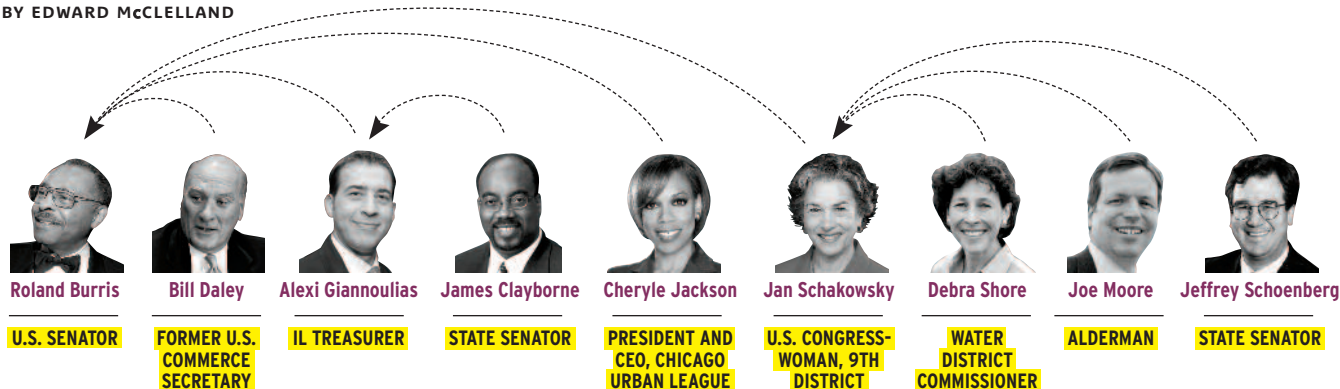 BY EDWARD McCLELLAND
Roland Burris
U.S. SENATOR
Bill Daley
FORMER U.S.
COMMERCE
SECRETARY
Alexi Giannoulias
IL TREASURER
James Clayborne
STATE SENATOR
Cheryle Jackson
PRESIDENT AND
CEO, CHICAGO
URBAN LEAGUE
Jan Schakowsky
U.S. CONGRESS-
WOMAN, 9TH
DISTRICT
Debra Shore
WATER
DISTRICT
COMMISSIONER
Joe Moore
ALDERMAN
Jeffrey Schoenberg
STATE SENATOR